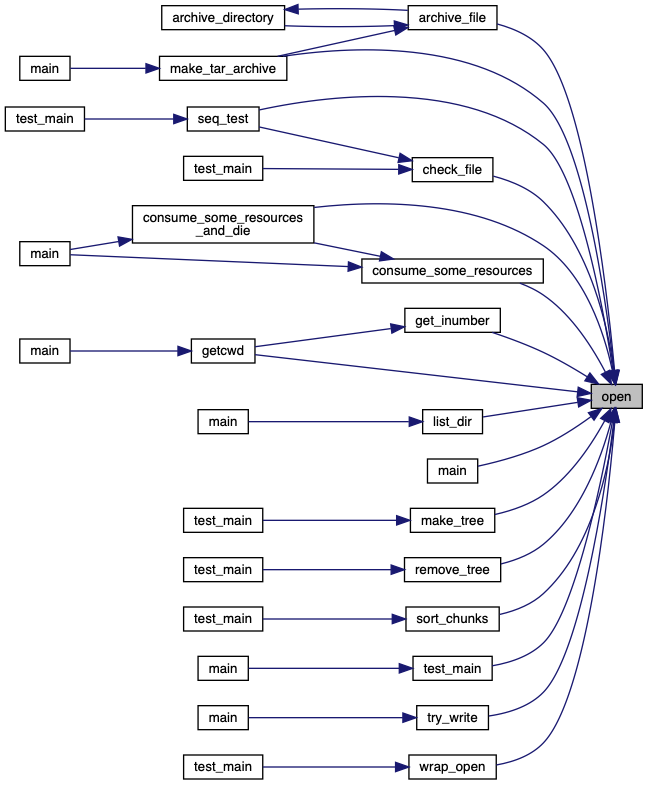 archive_directory
archive_file
main
make_tar_archive
test_main
seq_test
test_main
check_file
consume_some_resources
_and_die
main
consume_some_resources
get_inumber
main
getcwd
open
main
list_dir
main
test_main
make_tree
test_main
remove_tree
test_main
sort_chunks
main
test_main
main
try_write
test_main
wrap_open